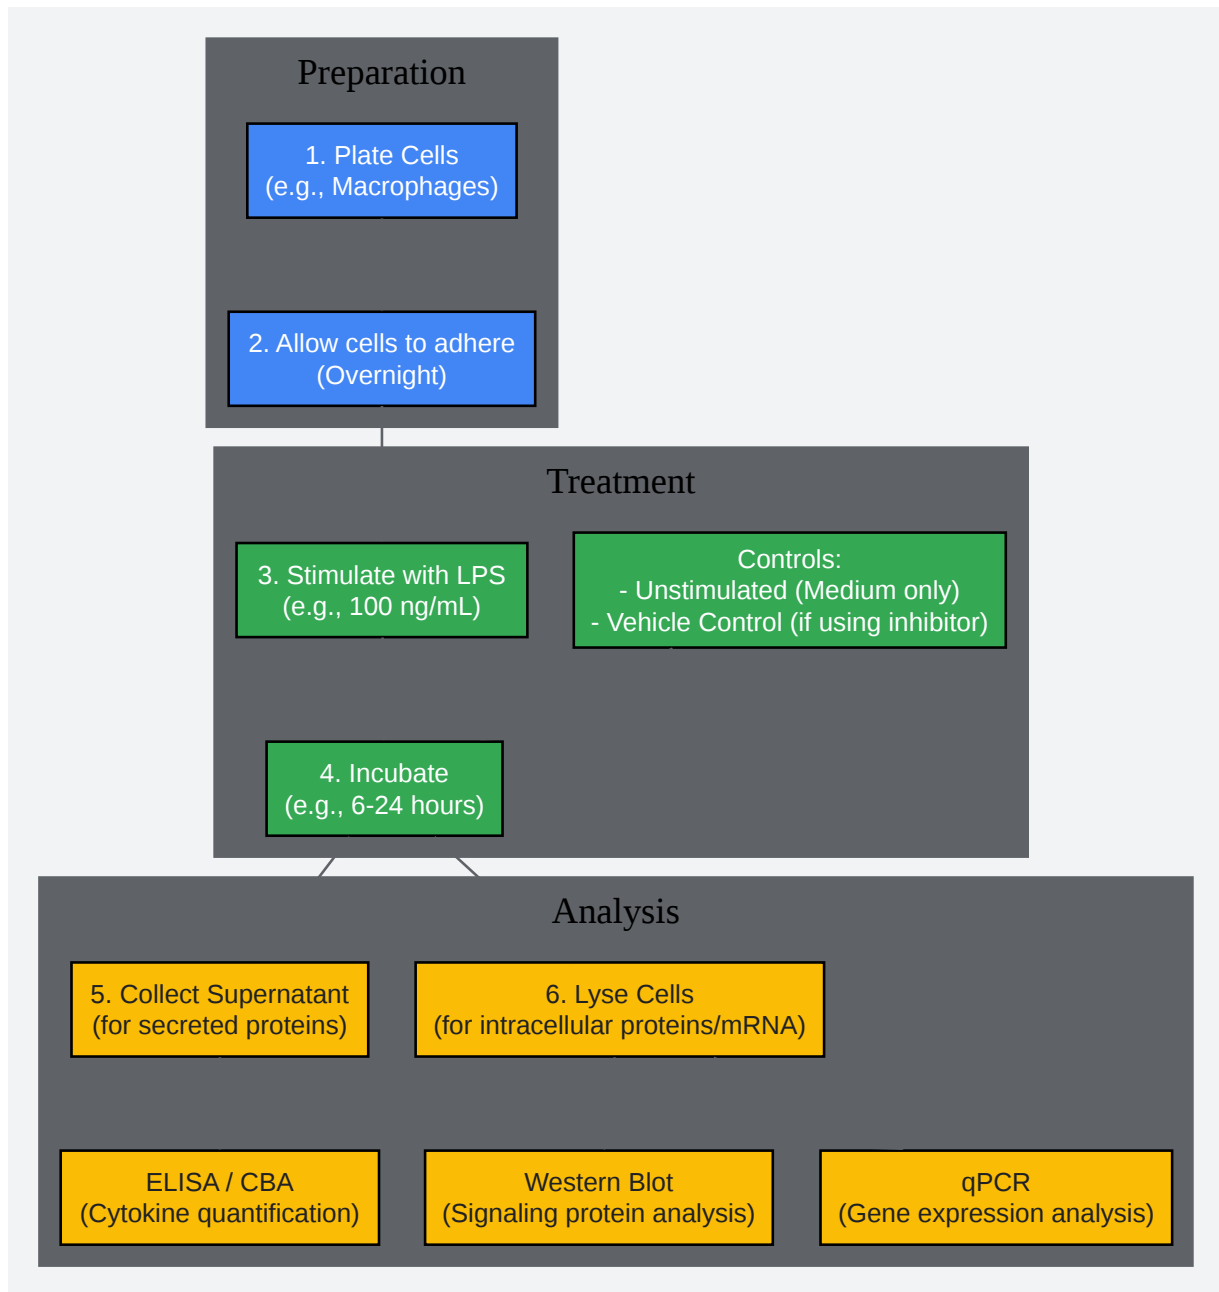 Preparation
1. Plate Cells
(e.g., Macrophages)
2. Allow cells to adhere
(Overnight)
Treatment
3. Stimulate with LPS
(e.g., 100 ng/mL)
Controls:
- Unstimulated (Medium only)
- Vehicle Control (if using inhibitor)
4. Incubate
(e.g., 6-24 hours)
Analysis
5. Collect Supernatant
(for secreted proteins)
6. Lyse Cells
(for intracellular proteins/mRNA)
ELISA / CBA
(Cytokine quantification)
Western Blot
(Signaling protein analysis)
qPCR
(Gene expression analysis)